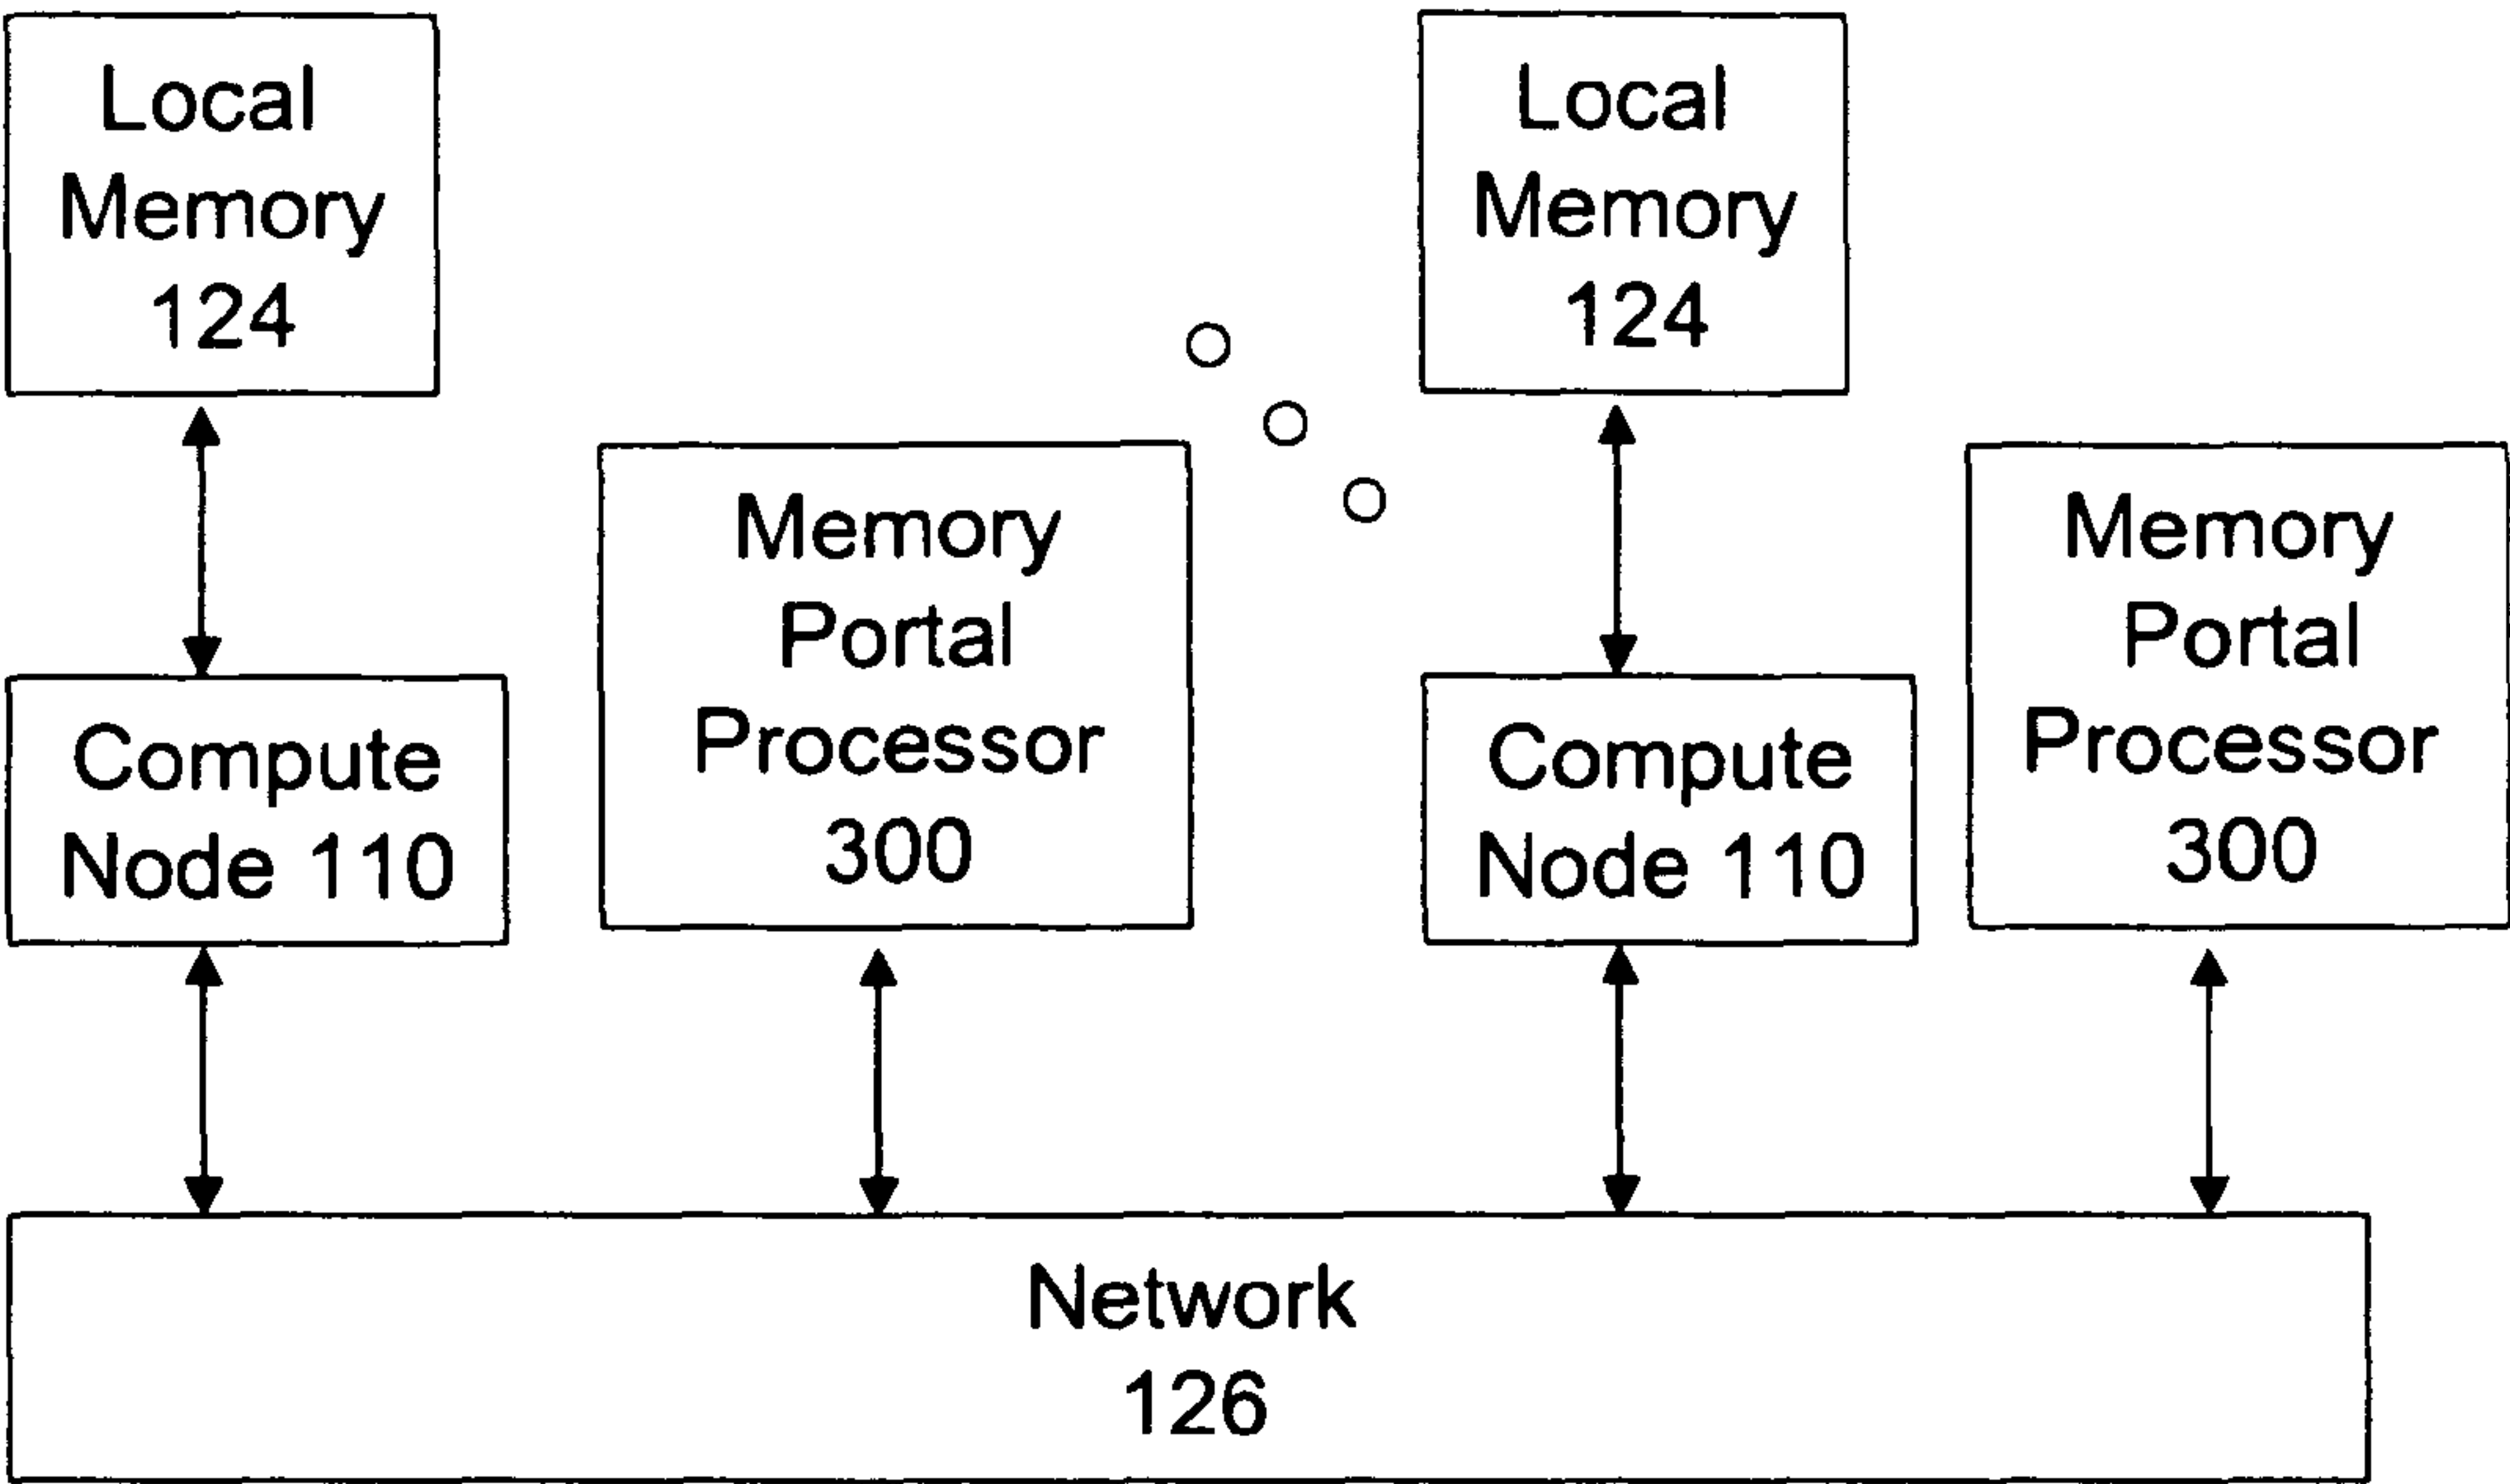 Local
Memory
124
Local
Memory
124
Memory
Portal
Processor
300
Memory
Portal
Processor
300
Compute
Node 110
Compute
Node 110
Network
126